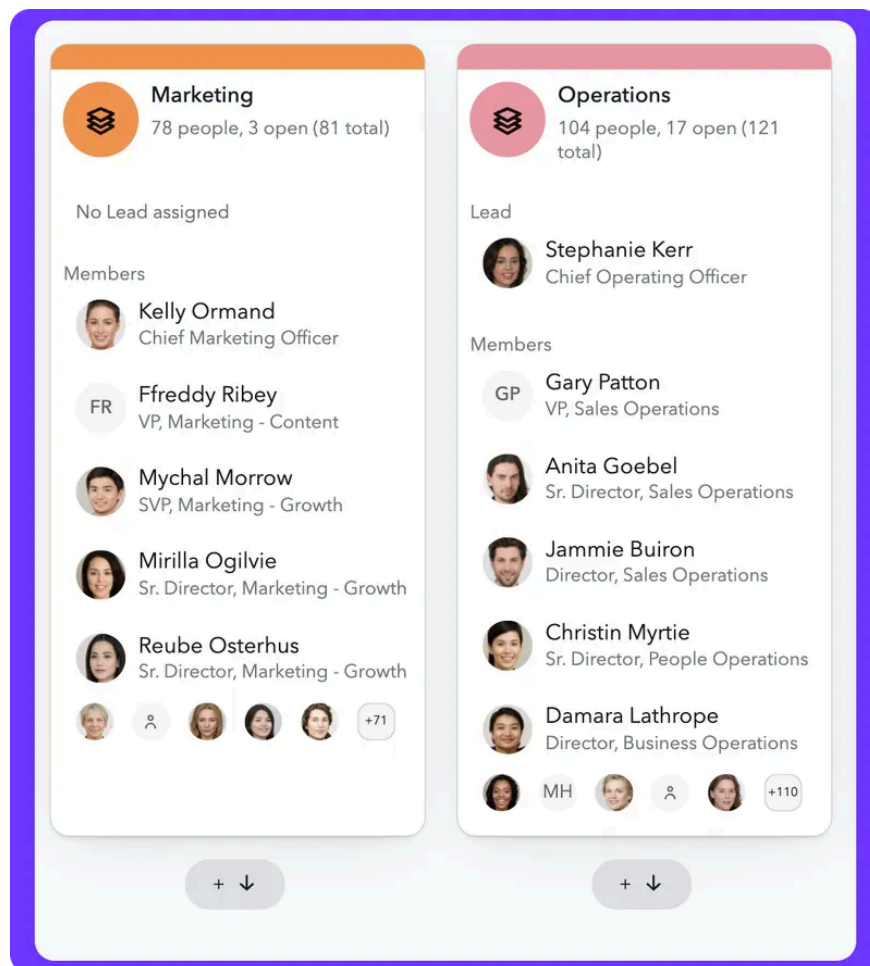 Marketing
78 people, 3 open (81 total)
No Lead assigned
Members
Kelly Ormand
Chief Marketing Officer
FR
Ffreddy Ribey
VP, Marketing - Content
Mychal Morrow
SVP, Marketing - Growth
Mirilla Ogilvie
Sr. Director, Marketing - Growth
Reube Osterhus
Sr. Director, Marketing - Growth
+71
+
Operations
104 people, 17 open (121
total)
Lead
Stephanie Kerr
Chief Operating Officer
Members
GP
Gary Patton
VP, Sales Operations
Anita Goebel
Sr. Director, Sales Operations
Jammie Buiron
Director, Sales Operations
Christin Myrtie
Sr. Director, People Operations
Damara Lathrope
Director, Business Operations
MH
+110
+